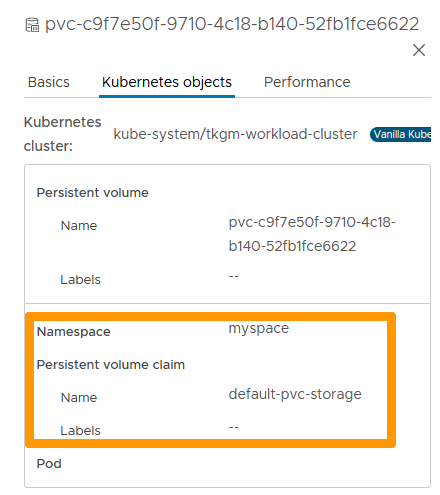 pvc-c9f7e50f-9710-4c18-b140-52fb1fce6622
Basics Kubernetes objects Performance
Kubernetes cluster: kube-system/tkgm-workload-cluster Vanilla Kube
Persistent volume
Name pvc-c9f7e50f-9710-4c18-
b140-52fb1fce6622
Labels --
Namespace myspace
Persistent volume claim
Name default-pvc-storage
Labels --
Pod